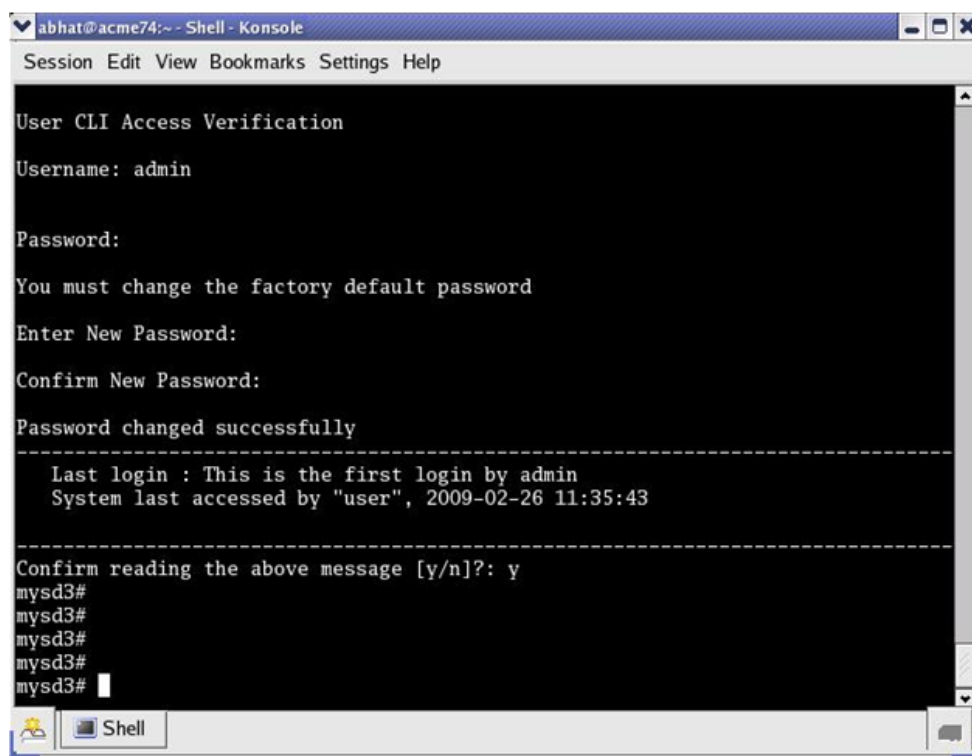 abhat@acme74:~ - Shell - Konsole
Session Edit View Bookmarks Settings Help
User CLI Access Verification
Username: admin
Password:
You must change the factory default password
Enter New Password:
Confirm New Password:
Password changed successfully
--------------------------------------------------------------------------------
Last login : This is the first login by admin
System last accessed by "user", 2009-02-26 11:35:43
--------------------------------------------------------------------------------
Confirm reading the above message [y/n]?: y
mysd3#
mysd3#
mysd3#
mysd3#
mysd3#
Shell